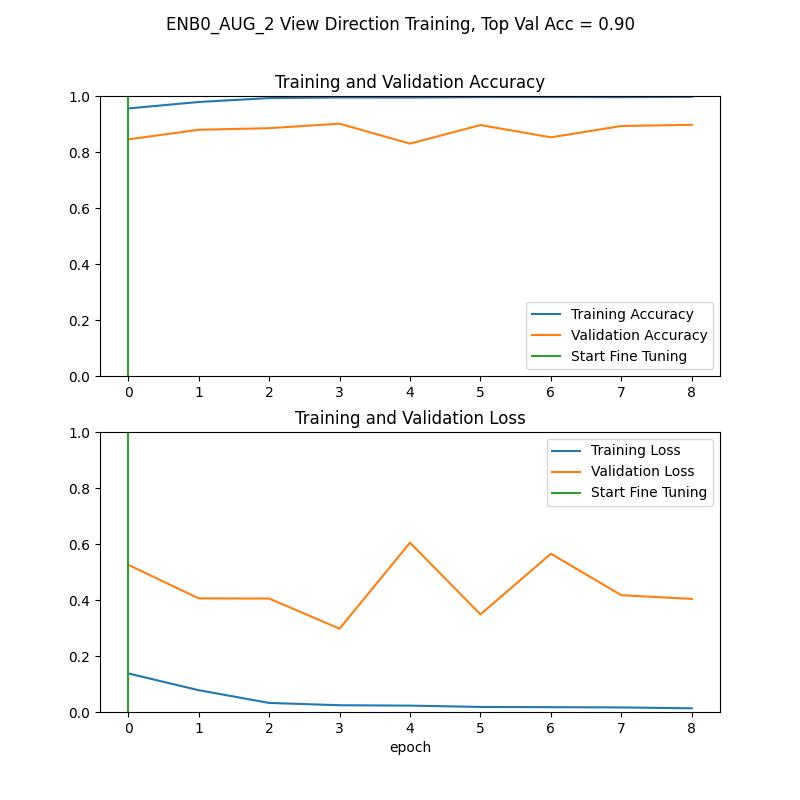 ENB0_AUG_2 View Direction Training, Top Val Acc = 0.90
Training and Validation Accuracy
1.0
0.8
0.6
0.4
0.2
0.0
Training Accuracy
Validation Accuracy
Start Fine Tuning
0 1 2 3 4 5 6 7 8
Training and Validation Loss
1.0
0.8
0.6
0.4
0.2
0.0
Training Loss
Validation Loss
Start Fine Tuning
0 1 2 3 4 5 6 7 8
epoch